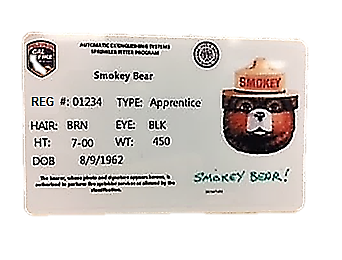 CAL FIRE
AUTOMATIC EXTINGUISHING SYSTEMS
SPRINKLER FITTER PROGRAM
Smokey Bear
SMOKEY
REG #: 01234 TYPE: Apprentice
HAIR: BRN EYE: BLK
HT: 7-00 WT: 450
DOB 8/9/1962
The bearer, whose photo and signature appears hereon, is
authorized to perform the sprinkler services as allowed by the
classification.
SMOKEY BEAR!